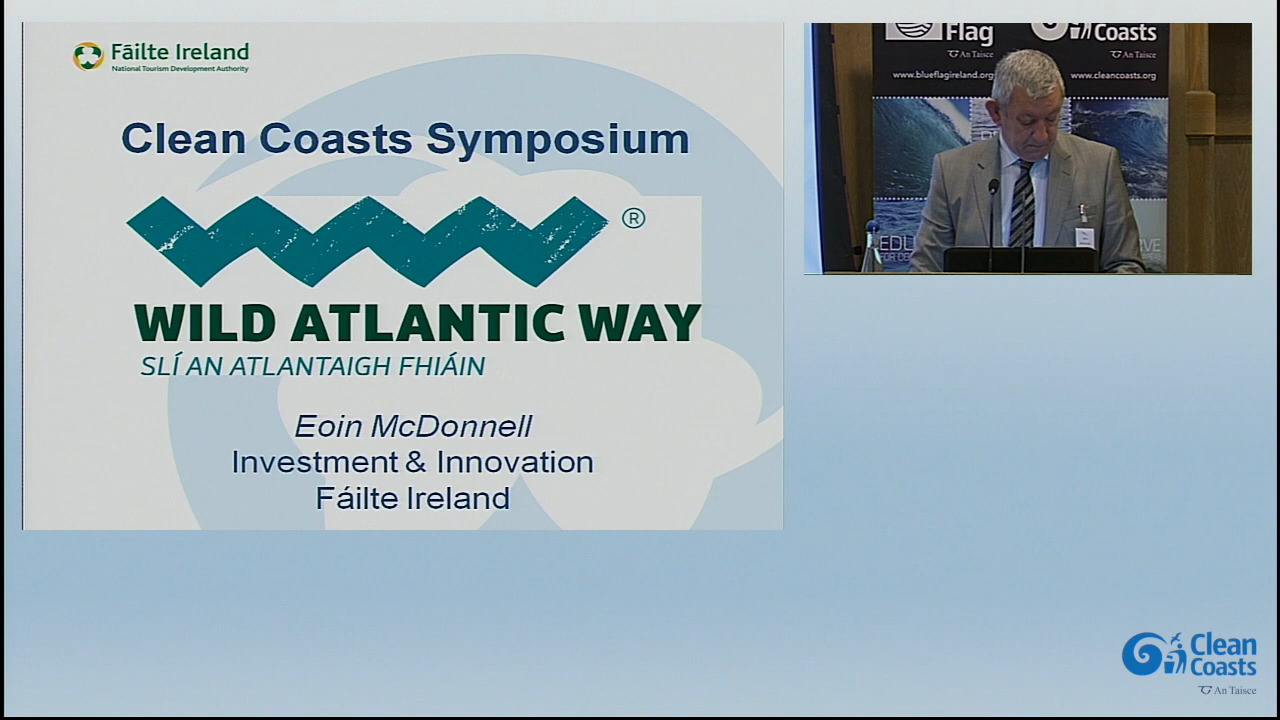 Fáilte Ireland
National Tourism Development Authority
Clean Coasts Symposium
®
WILD ATLANTIC WAY
SLÍ AN ATLANTAIGH FHIÁIN
Eoin McDonnell
Investment & Innovation
Fáilte Ireland
Flag
An Taisce
www.blueflagireland.org
Coasts
An Taisce
www.cleancoasts.org
Clean
Coasts
An Taisce